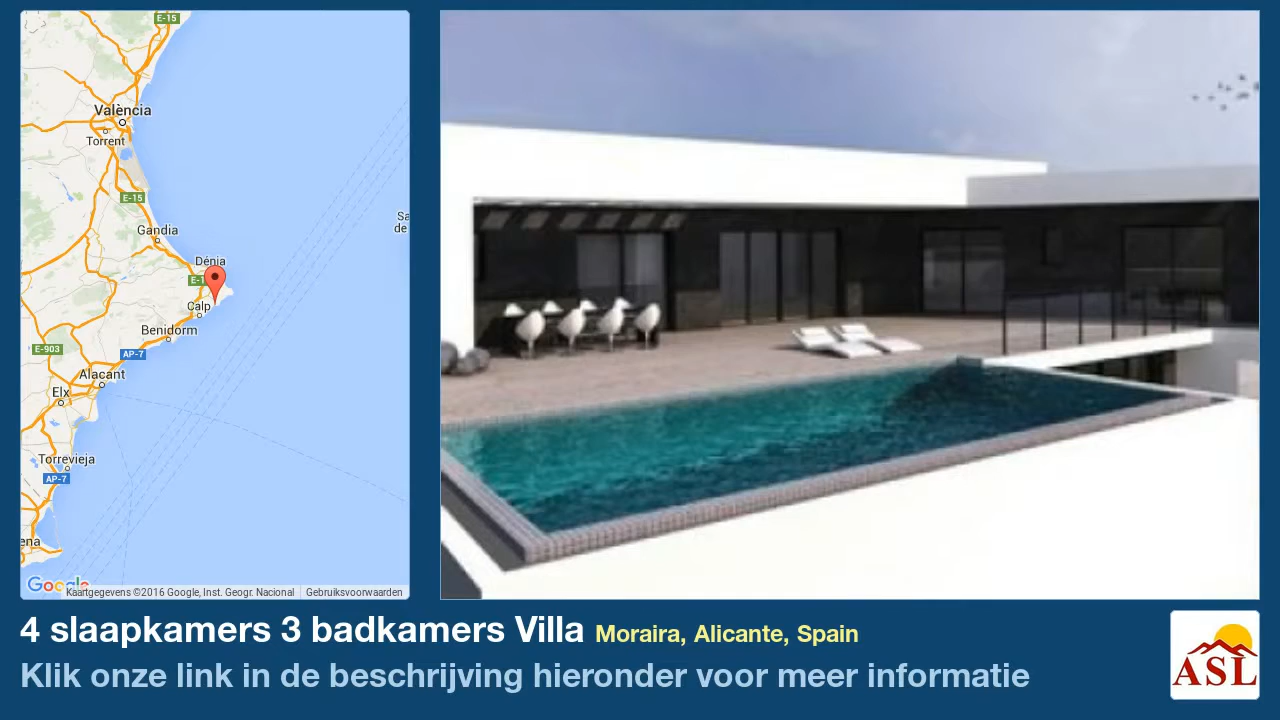 E-15
València
Torrent
E-15
Gandia
Dénia
Calp
Benidorm
E-903
AP-7
Alacant
Elx
Torrevieja
AP-7
Google
Kaartgegevens ©2016 Google, Inst. Geogr. Nacional
Gebruiksvoorwaarden
4 slaapkamers 3 badkamers Villa Moraira, Alicante, Spain
Klik onze link in de beschrijving hieronder voor meer informatie
ASL